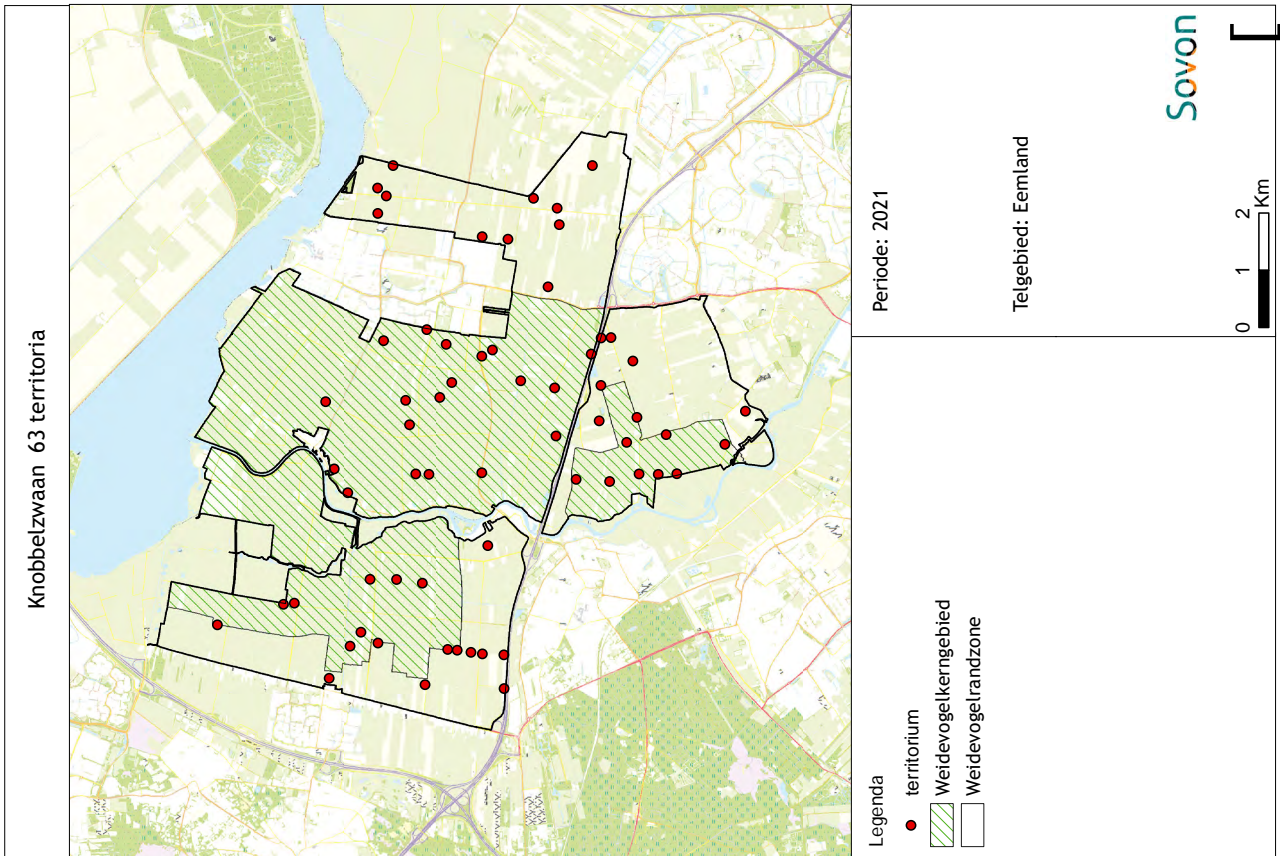 Knobbelzwaan 63 territoria
Legenda
territorium
Weidevogelkerngebied
Weidevogelrandzone
Periode: 2021
Telgebied: Eemland
0 1 2
Km
Sovon